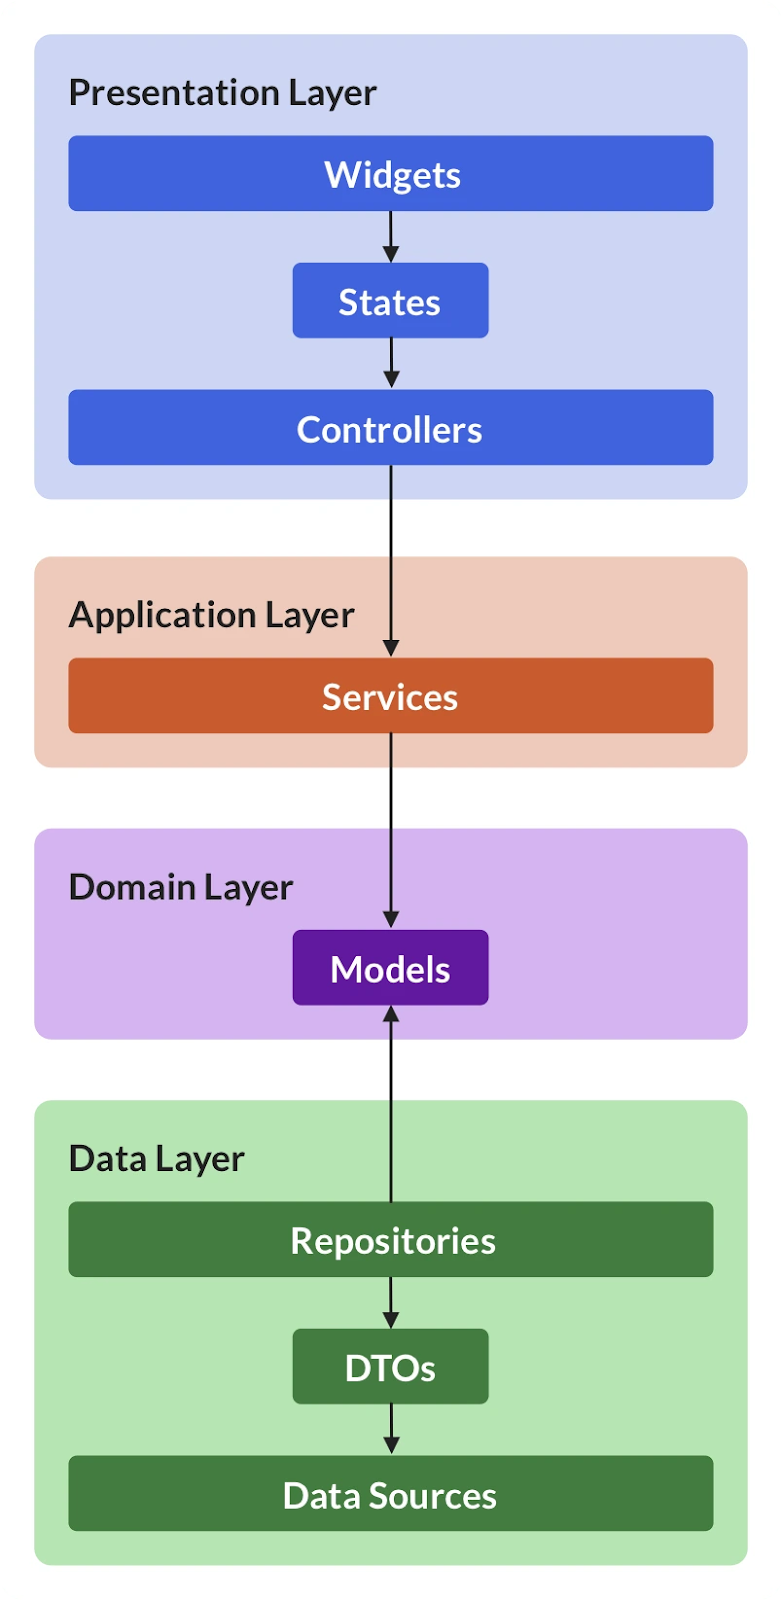 Presentation Layer
Widgets
States
Controllers
Application Layer
Services
Domain Layer
Models
Data Layer
Repositories
DTOs
Data Sources